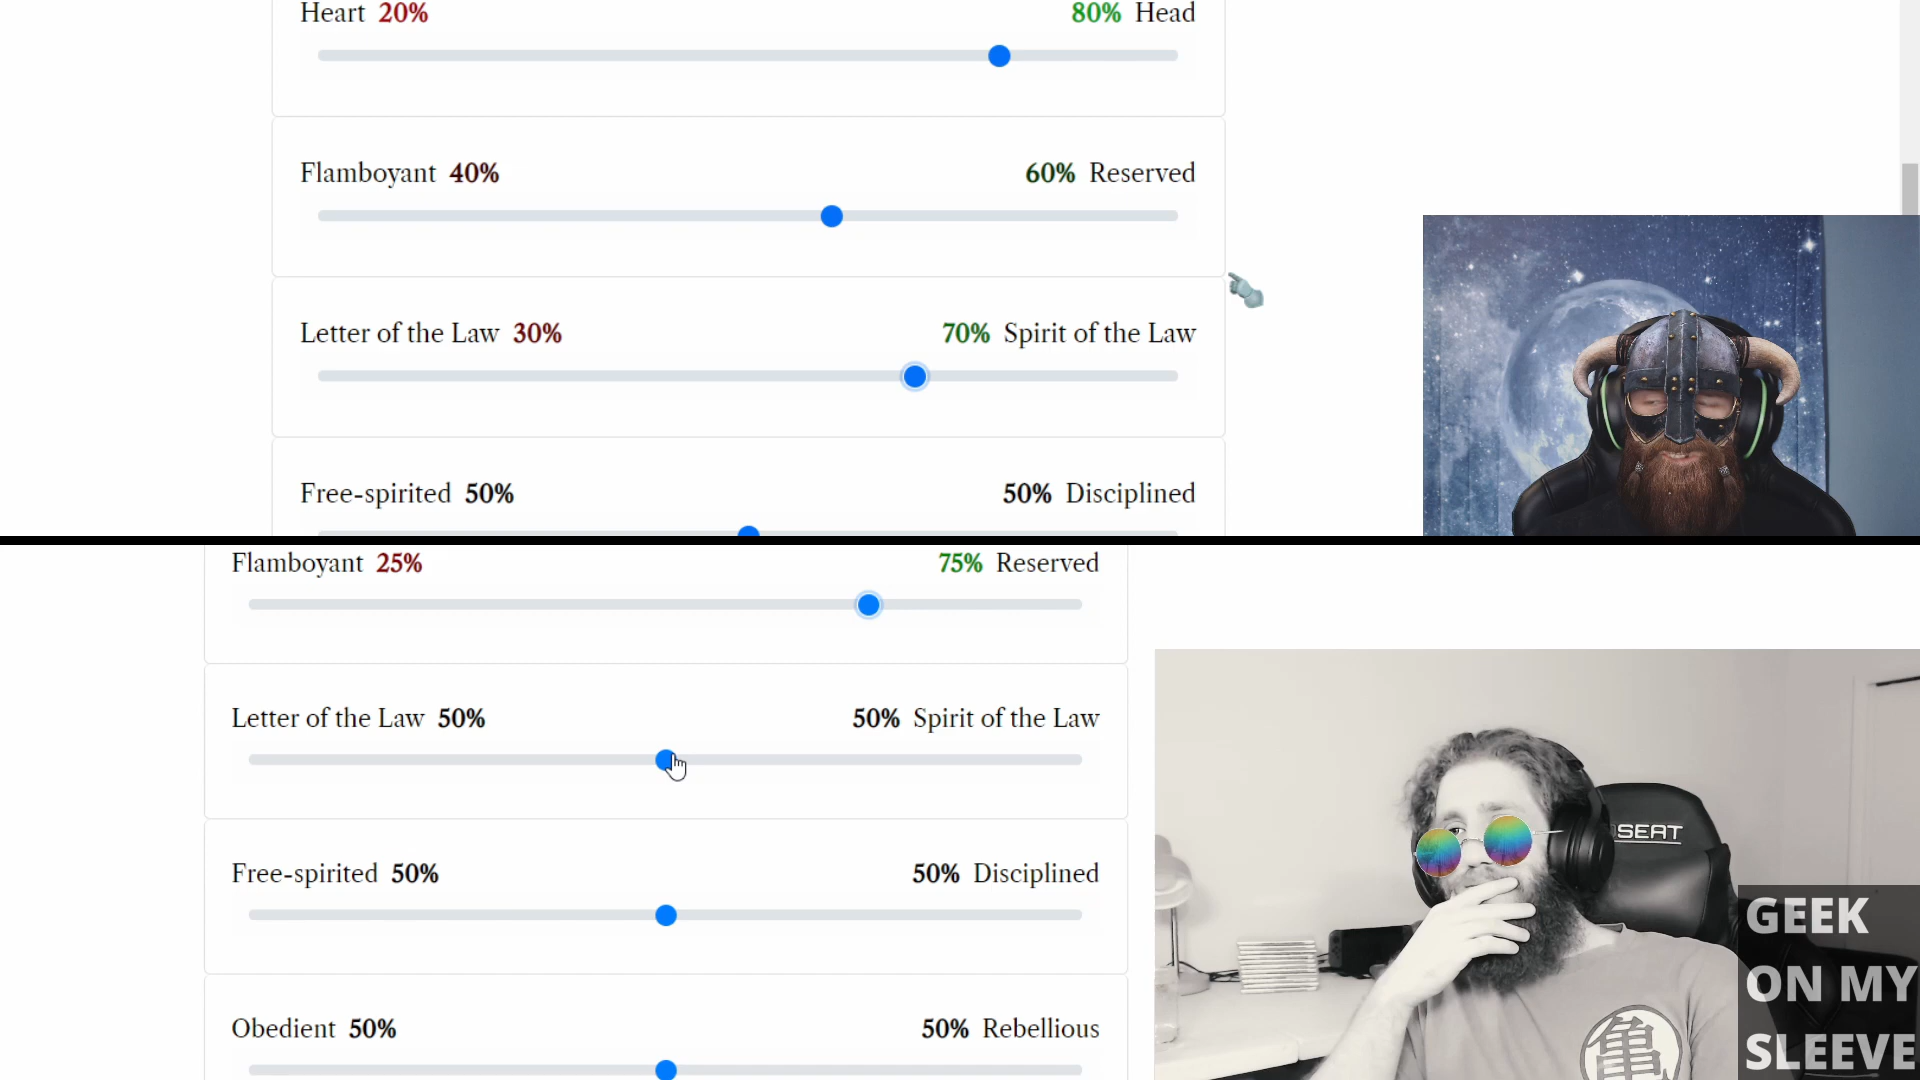 Heart 20% 80% Head
Flamboyant 40% 60% Reserved
Letter of the Law 30% 70% Spirit of the Law
Free-spirited 50% 50% Disciplined
Flamboyant 25% 75% Reserved
Letter of the Law 50% 50% Spirit of the Law
Free-spirited 50% 50% Disciplined
Obedient 50% 50% Rebellious
SEAT
亀
GEEK
ON MY
SLEEVE